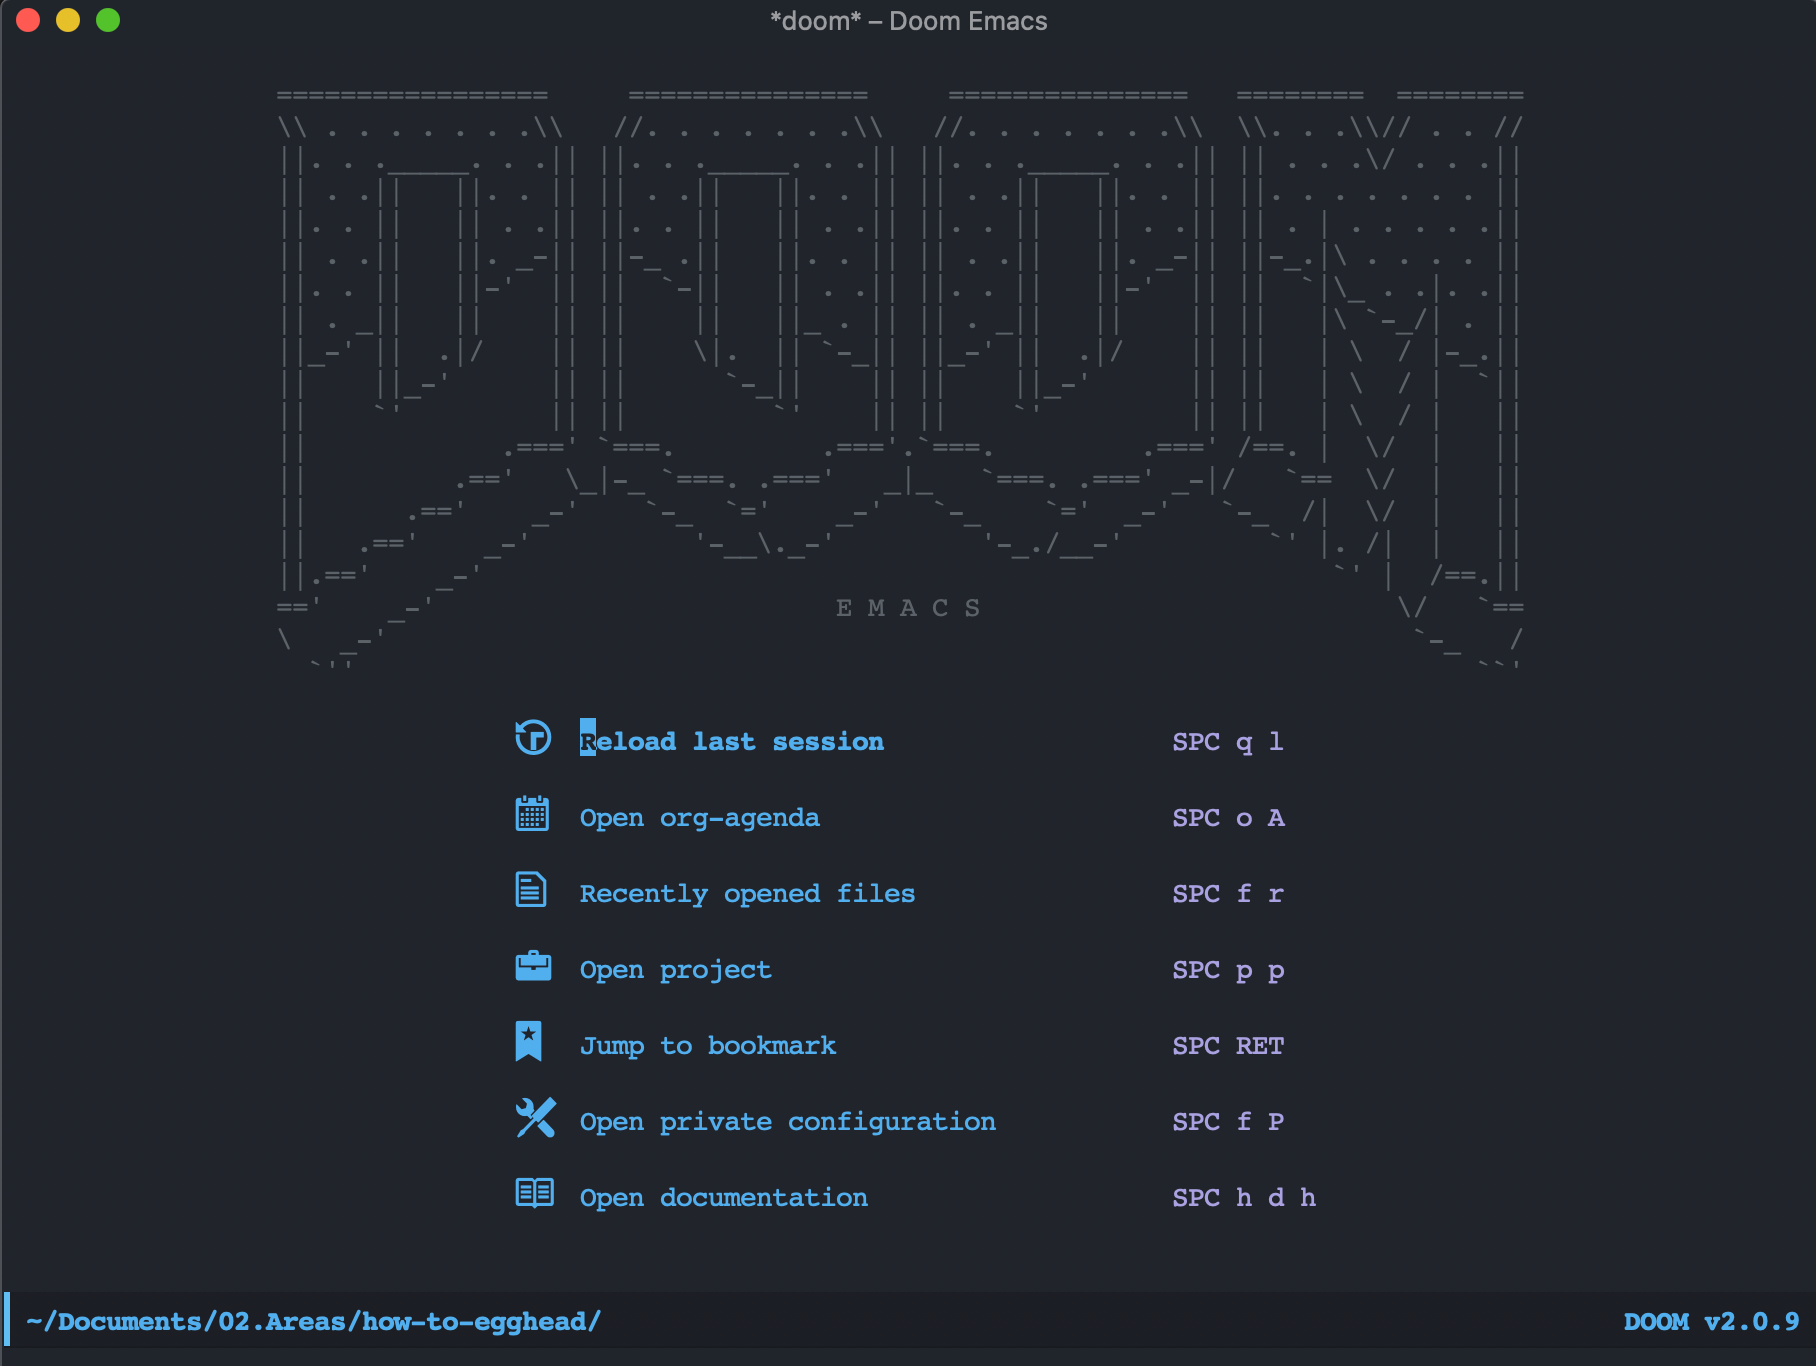 *doom* – Doom Emacs
E M A C S
Reload last session SPC q l
Open org-agenda SPC o A
Recently opened files SPC f r
Open project SPC p p
Jump to bookmark SPC RET
Open private configuration SPC f P
Open documentation SPC h d h
~/Documents/02.Areas/how-to-egghead/ DOOM v2.0.9